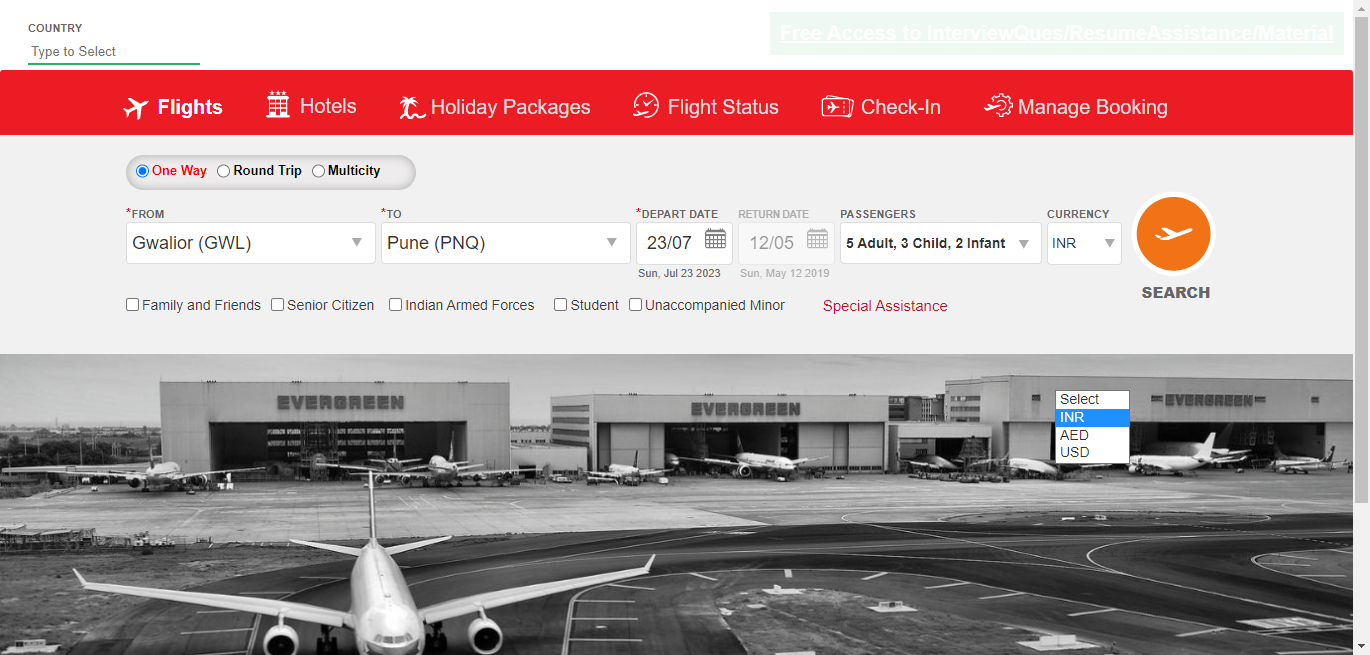 COUNTRY
Type to Select
Free Access to InterviewQues/ResumeAssistance/Material
Flights Hotels Holiday Packages Flight Status Check-In Manage Booking
One Way Round Trip Multicity
*FROM *TO *DEPART DATE RETURN DATE PASSENGERS CURRENCY
Gwalior (GWL) Pune (PNQ) 23/07 12/05 5 Adult, 3 Child, 2 Infant INR
Sun, Jul 23 2023 Sun, May 12 2019
SEARCH
Family and Friends Senior Citizen Indian Armed Forces Student Unaccompanied Minor Special Assistance
EVERGREEN EVERGREEN EVERGREEN
Select
INR
AED
USD